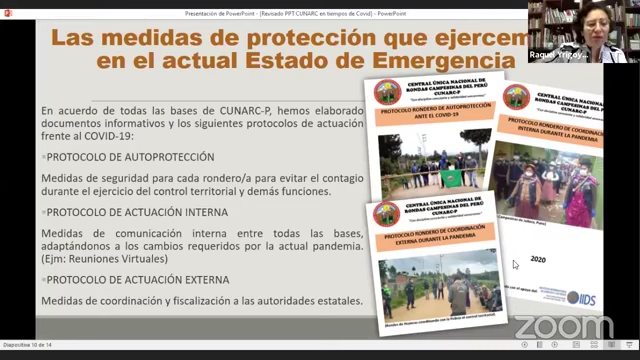 Presentación de PowerPoint - [Revisado PPT CUNARC en tiempos de Covid] - PowerPoint
Las medidas de protección que ejercem
en el actual Estado de Emergencia
Raquel Yrigoy
En acuerdo de todas las bases de CUNARC-P, hemos elaborado
documentos informativos y los siguientes protocolos de actuación
frente al COVID-19:
PROTOCOLO DE AUTOPROTECCIÓN
Medidas de seguridad para cada rondero/a para evitar el contagio
durante el ejercicio del control territorial y demás funciones.
PROTOCOLO DE ACTUACIÓN INTERNA
Medidas de comunicación interna entre todas las bases,
adaptándonos a los cambios requeridos por la actual pandemia.
(Ejm: Reuniones Virtuales)
PROTOCOLO DE ACTUACIÓN EXTERNA
Medidas de coordinación y fiscalización a las autoridades estatales.
CENTRAL ÚNICA NACIONAL DE
RONDAS CAMPESINAS DEL PERÚ
CUNARC-P
PROTOCOLO RONDERO DE AUTOPROTECCIÓN
ANTE EL COVID-19
CENTRAL ÚNICA NACIONAL DE
RONDAS CAMPESINAS DEL PERÚ
CUNARC-P
PROTOCOLO RONDERO DE COORDINACIÓN
INTERNA DURANTE LA PANDEMIA
2020
IIDS
CENTRAL ÚNICA NACIONAL DE
RONDAS CAMPESINAS DEL PERÚ
CUNARC-P
PROTOCOLO RONDERO DE COORDINACIÓN
EXTERNA DURANTE LA PANDEMIA
zoom
Diapositiva 10 de 14